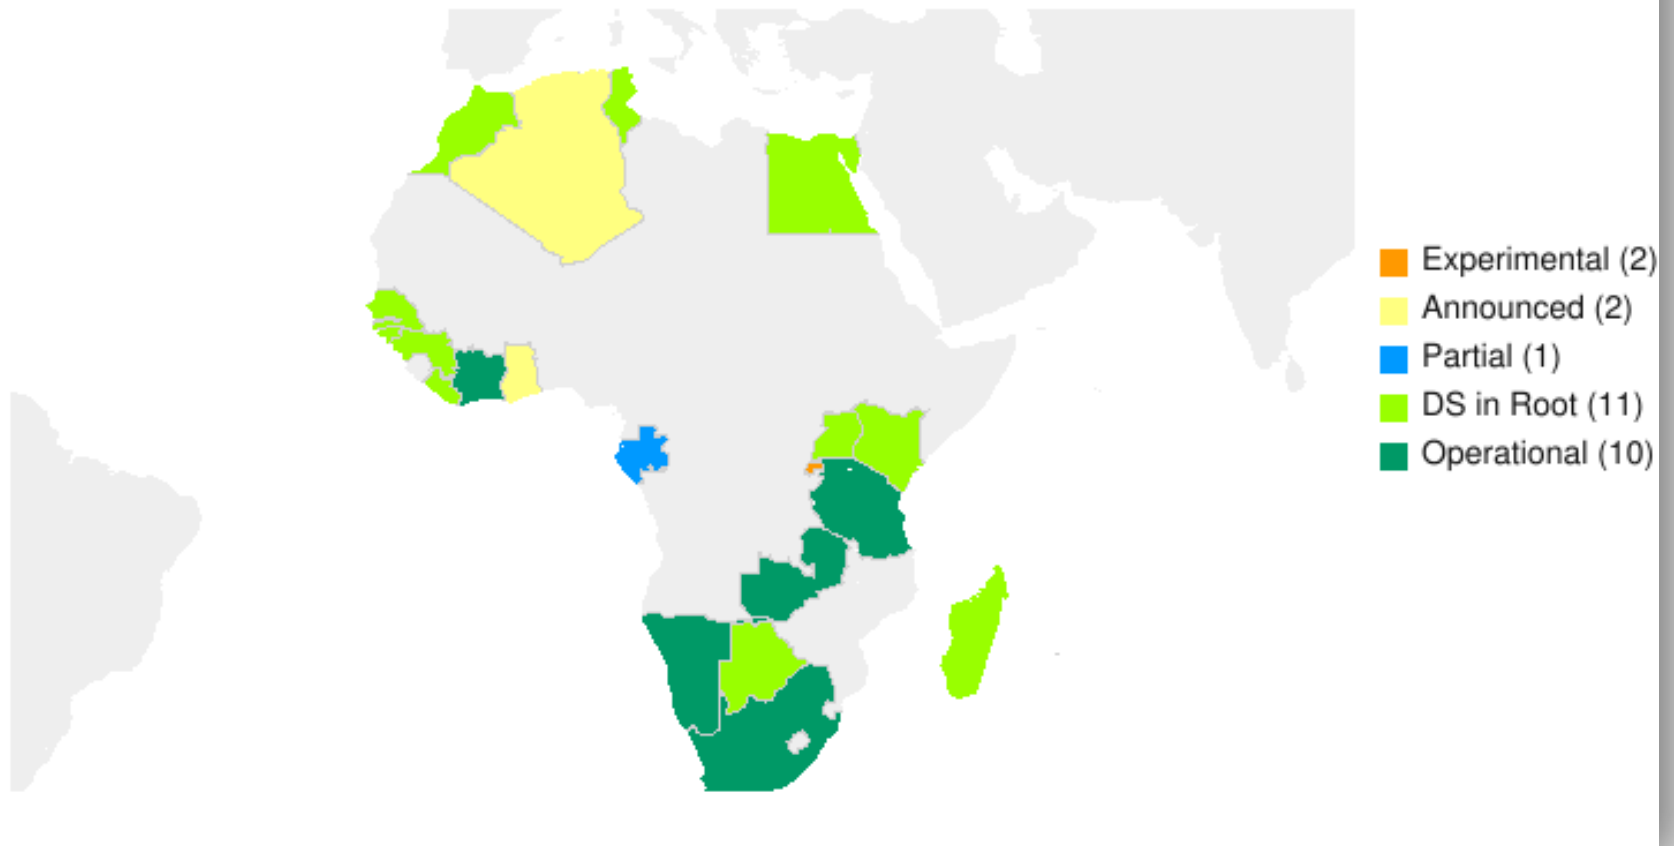 Experimental (2)
Announced (2)
Partial (1)
DS in Root (11)
Operational (10)